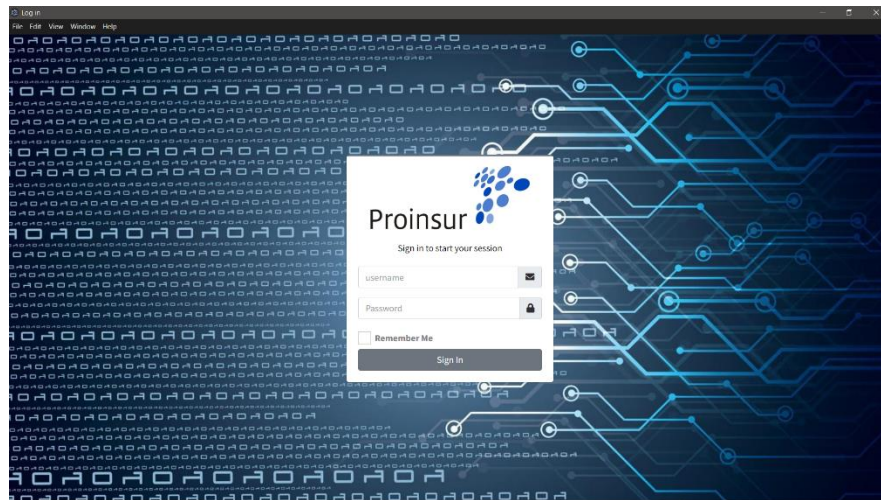 Log in
File Edit View Window Help
Proinsur
Sign in to start your session
username
Password
Remember Me
Sign In